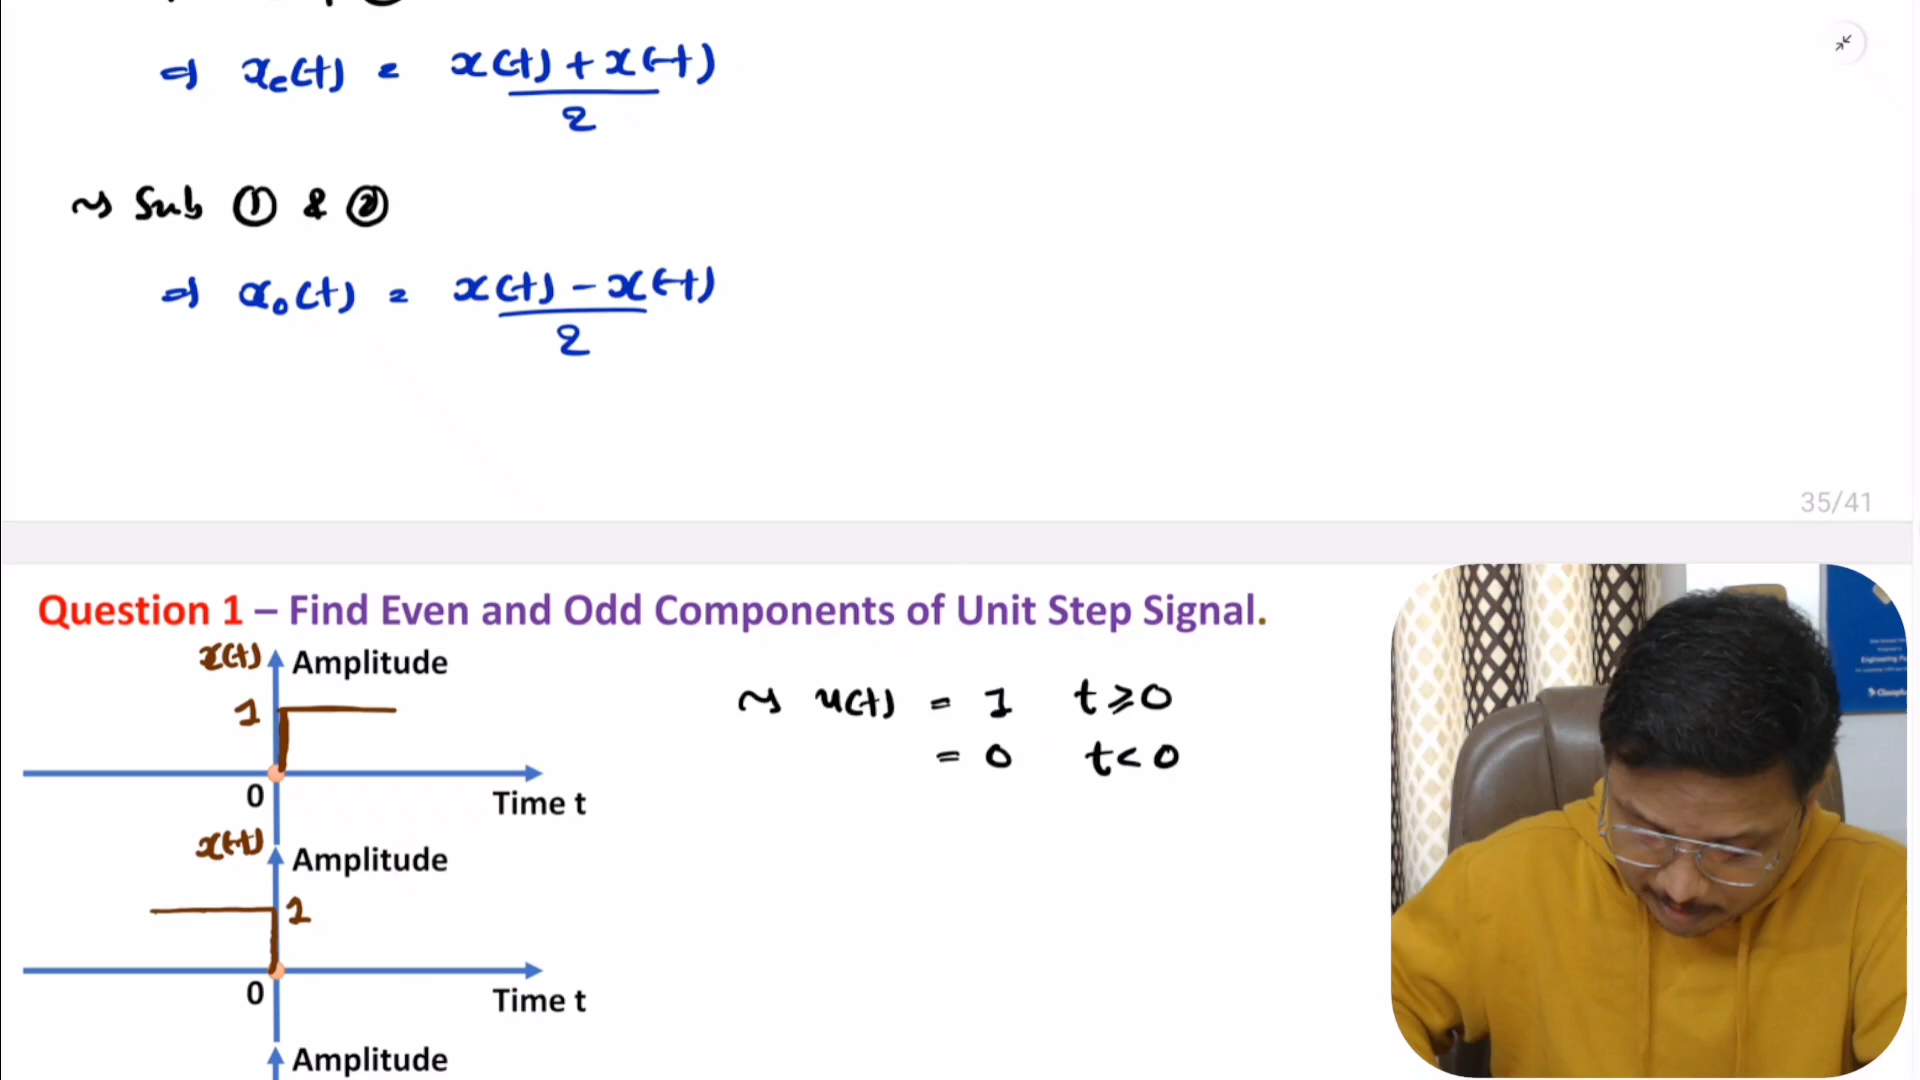 ⇒ xₑ(t) = x(t) + x(-t)
2
~> Sub ① & ②
⇒ x₀(t) = x(t) - x(-t)
2
35/41
Question 1 – Find Even and Odd Components of Unit Step Signal.
x(t) Amplitude
1
0
Time t
~> u(t) = 1 t ≥ 0
= 0 t < 0
x(-t) Amplitude
1
0
Time t
Amplitude